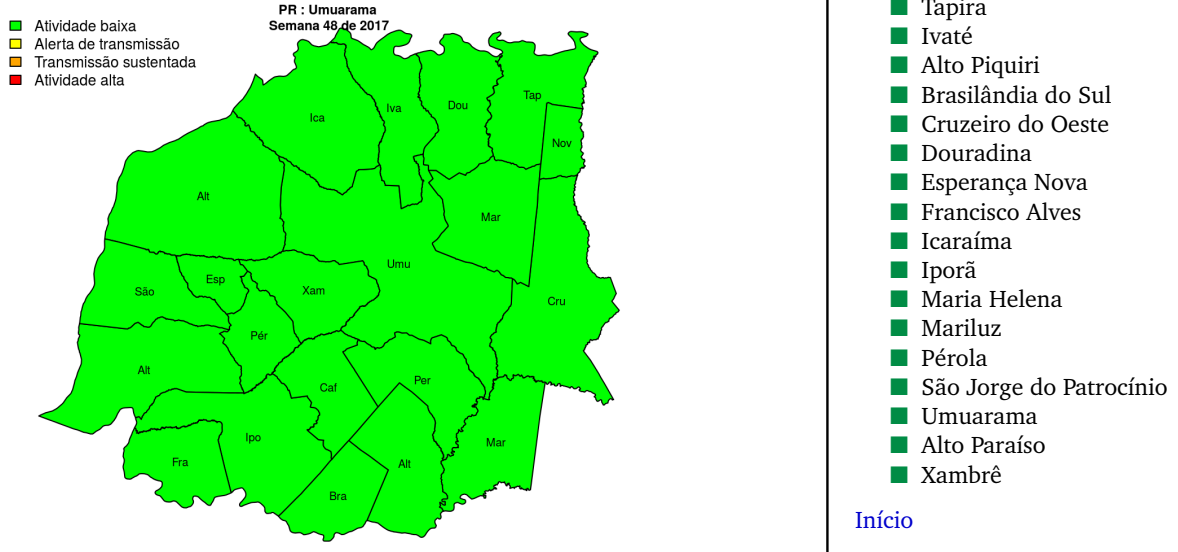 PR : Umuarama
Semana 48 de 2017
Atividade baixa
Alerta de transmissão
Transmissão sustentada
Atividade alta
Ica
Iva
Dou
Tap
Nov
Alt
Mar
Umu
Esp
São
Xam
Cru
Pér
Alt
Caf
Per
Ipo
Mar
Fra
Alt
Bra
Tapira
Ivaté
Alto Piquiri
Brasilândia do Sul
Cruzeiro do Oeste
Douradina
Esperança Nova
Francisco Alves
Icaraíma
Iporã
Maria Helena
Mariluz
Pérola
São Jorge do Patrocínio
Umuarama
Alto Paraíso
Xambrê
Início